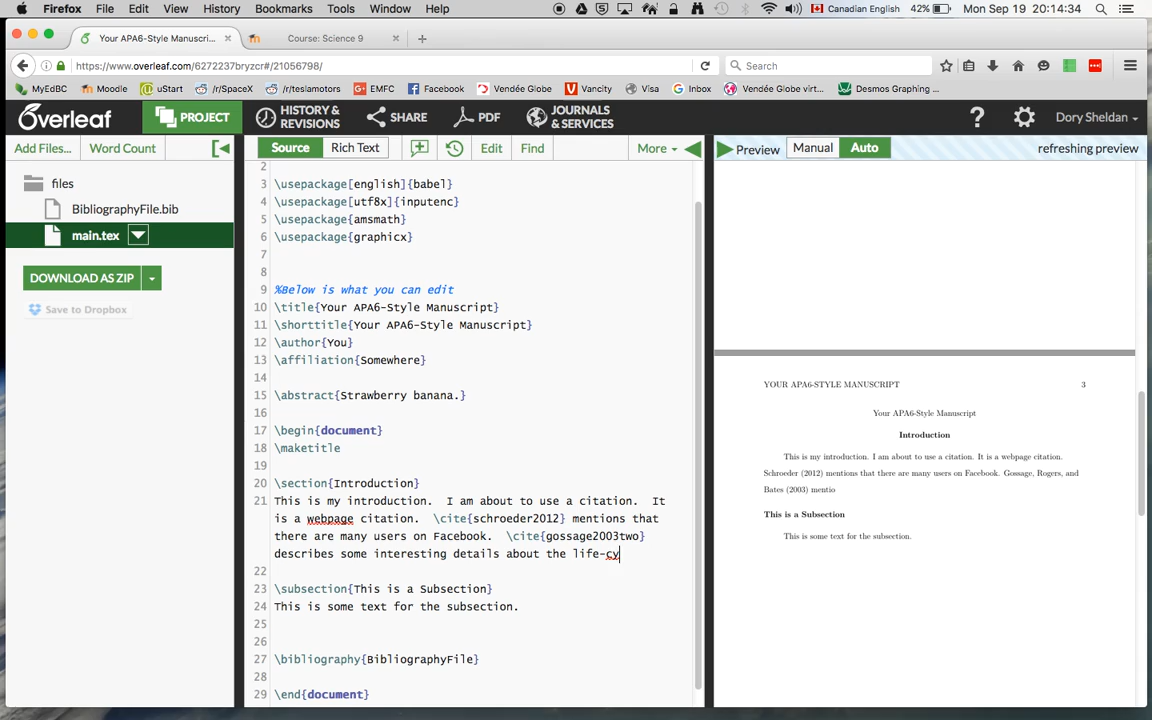 Firefox File Edit View History Bookmarks Tools Window Help Canadian English 42% Mon Sep 19 20:14:34
Your APA6-Style Manuscri... Course: Science 9
https://www.overleaf.com/6272237bryzcr#/21056798/ Search
MyEdBC Moodle uStart /r/SpaceX /r/teslamotors EMFC Facebook Vendée Globe Vancity Visa Inbox Vendée Globe virt... Desmos Graphing ...
Overleaf PROJECT HISTORY & REVISIONS SHARE PDF JOURNALS & SERVICES ? Dory Sheldan
Add Files... Word Count Source Rich Text Edit Find More Preview Manual Auto refreshing preview
files
BibliographyFile.bib
main.tex
DOWNLOAD AS ZIP
Save to Dropbox
2
3 \usepackage[english]{babel}
4 \usepackage[utf8x]{inputenc}
5 \usepackage{amsmath}
6 \usepackage{graphicx}
7
8
9 %Below is what you can edit
10 \title{Your APA6-Style Manuscript}
11 \shorttitle{Your APA6-Style Manuscript}
12 \author{You}
13 \affiliation{Somewhere}
14
15 \abstract{Strawberry banana.}
16
17 \begin{document}
18 \maketitle
19
20 \section{Introduction}
21 This is my introduction. I am about to use a citation. It
is a webpage citation. \cite{schroeder2012} mentions that
there are many users on Facebook. \cite{gossage2003two}
describes some interesting details about the life-cy
22
23 \subsection{This is a Subsection}
24 This is some text for the subsection.
25
26
27 \bibliography{BibliographyFile}
28
29 \end{document}
YOUR APA6-STYLE MANUSCRIPT 3
Your APA6-Style Manuscript
Introduction
This is my introduction. I am about to use a citation. It is a webpage citation.
Schroeder (2012) mentions that there are many users on Facebook. Gossage, Rogers, and
Bates (2003) mentio
This is a Subsection
This is some text for the subsection.